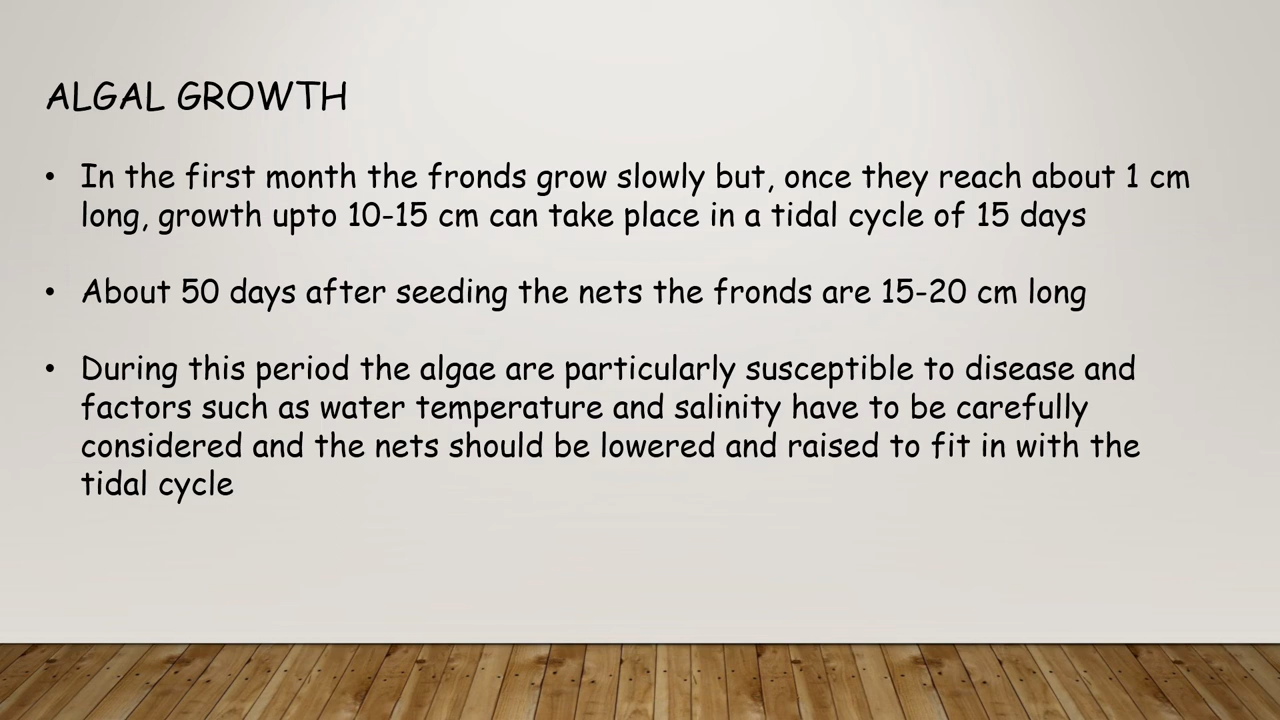 ALGAL GROWTH
• In the first month the fronds grow slowly but, once they reach about 1 cm
long, growth upto 10-15 cm can take place in a tidal cycle of 15 days
• About 50 days after seeding the nets the fronds are 15-20 cm long
• During this period the algae are particularly susceptible to disease and
factors such as water temperature and salinity have to be carefully
considered and the nets should be lowered and raised to fit in with the
tidal cycle